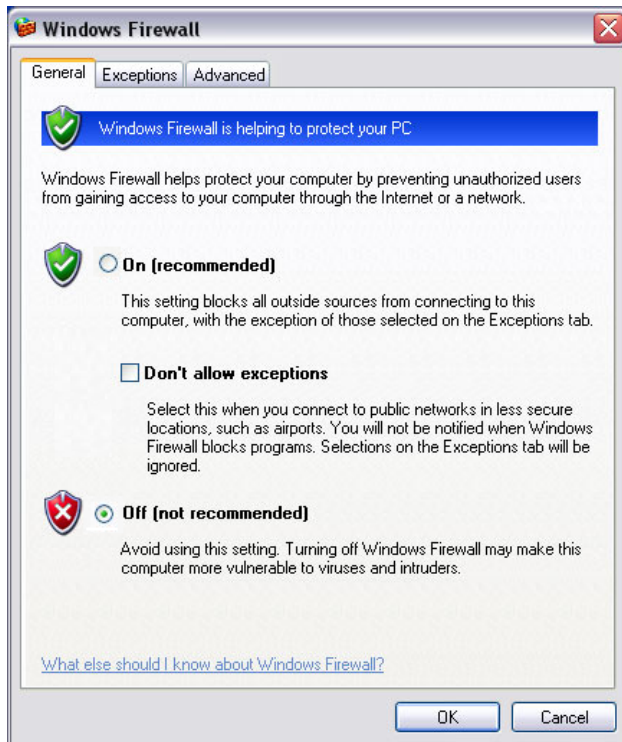 Windows Firewall
General Exceptions Advanced
Windows Firewall is helping to protect your PC
Windows Firewall helps protect your computer by preventing unauthorized users
from gaining access to your computer through the Internet or a network.
On (recommended)
This setting blocks all outside sources from connecting to this
computer, with the exception of those selected on the Exceptions tab.
Don't allow exceptions
Select this when you connect to public networks in less secure
locations, such as airports. You will not be notified when Windows
Firewall blocks programs. Selections on the Exceptions tab will be
ignored.
Off (not recommended)
Avoid using this setting. Turning off Windows Firewall may make this
computer more vulnerable to viruses and intruders.
What else should I know about Windows Firewall?
OK Cancel